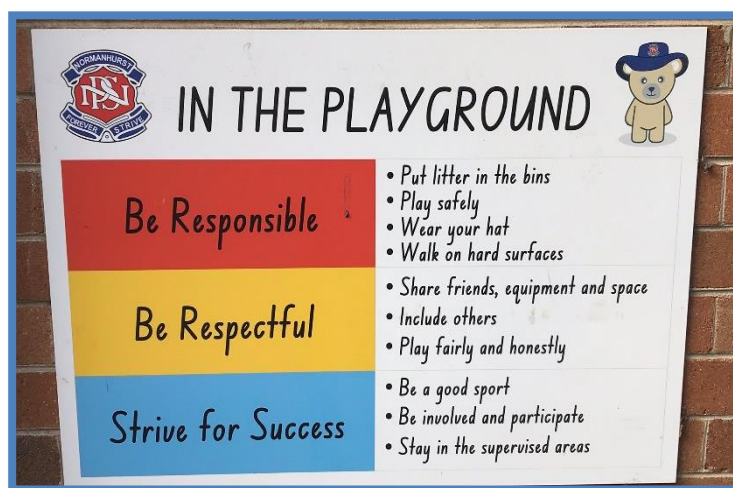 NORMANHURST
NPS
FOREVER STRIVE
IN THE PLAYGROUND
Be Responsible
• Put litter in the bins
• Play safely
• Wear your hat
• Walk on hard surfaces
Be Respectful
• Share friends, equipment and space
• Include others
• Play fairly and honestly
Strive for Success
• Be a good sport
• Be involved and participate
• Stay in the supervised areas